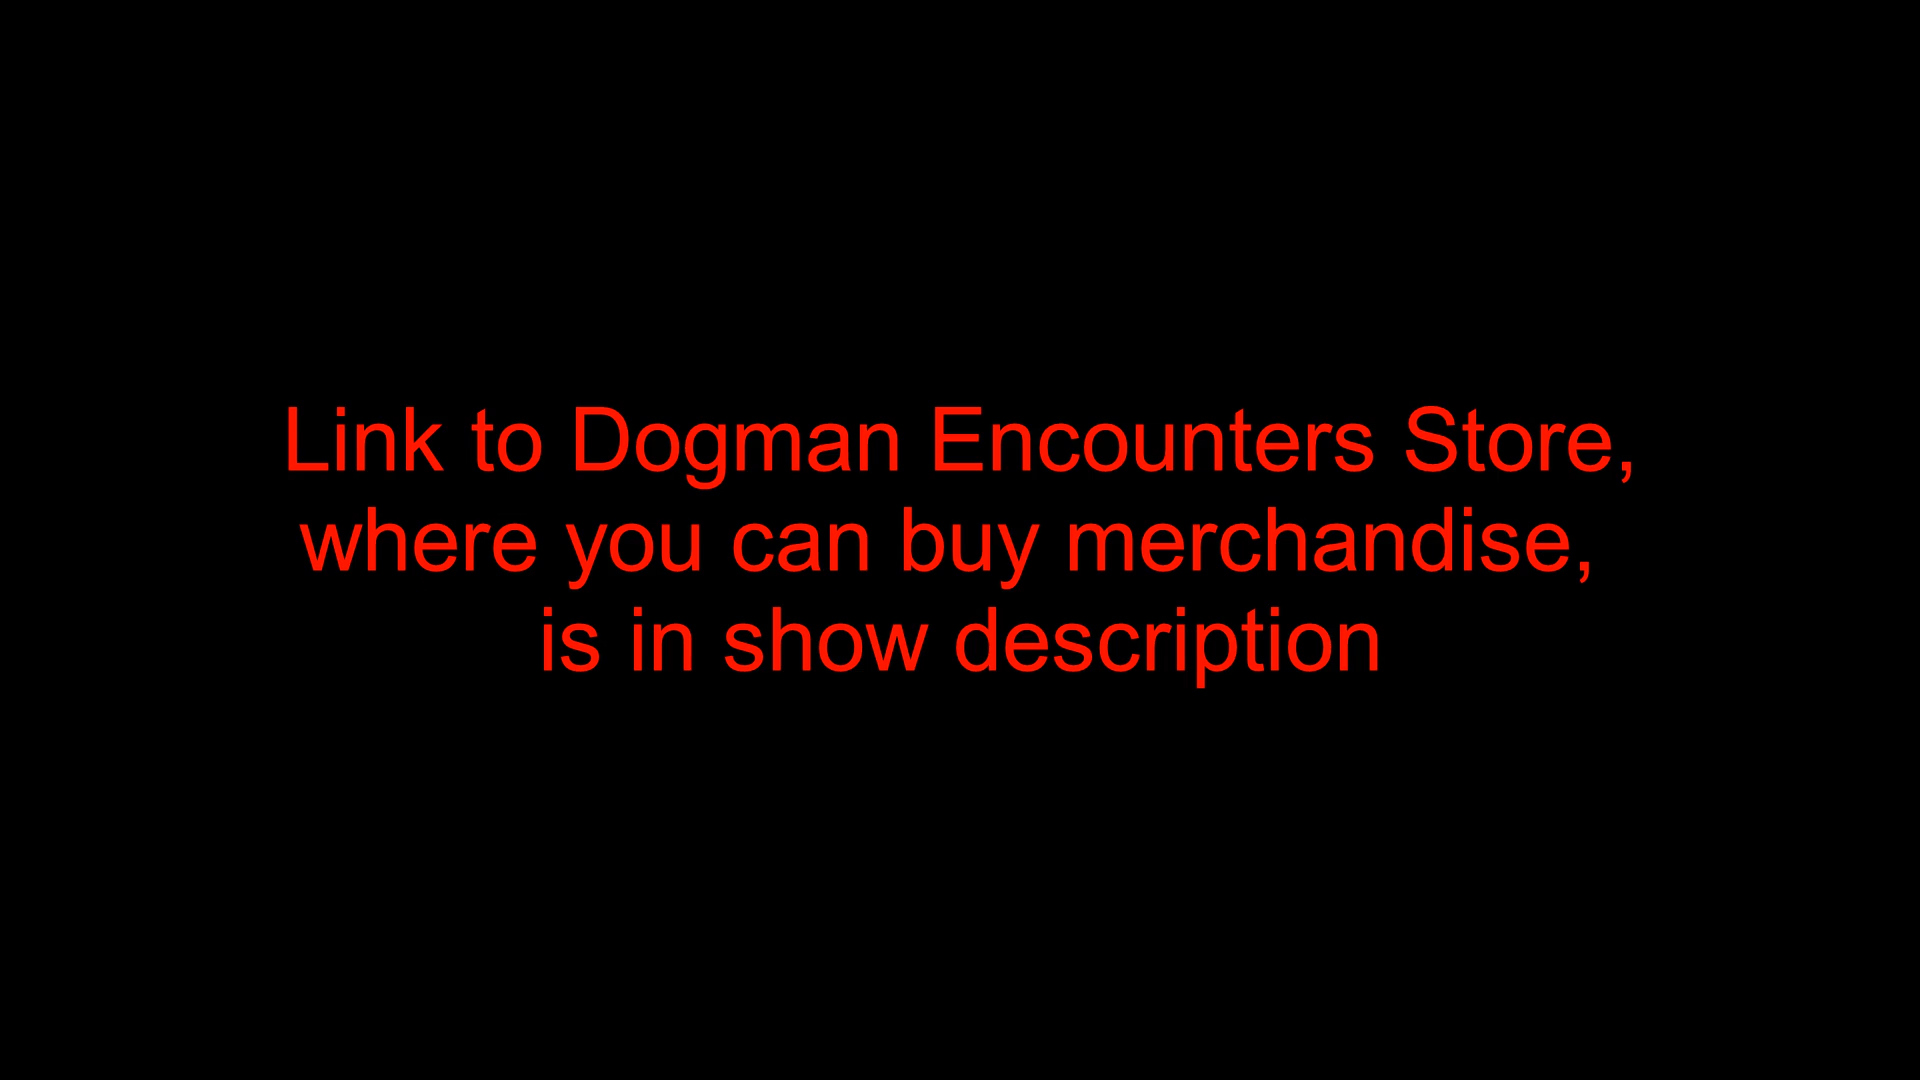 Link to Dogman Encounters Store,
where you can buy merchandise,
is in show description